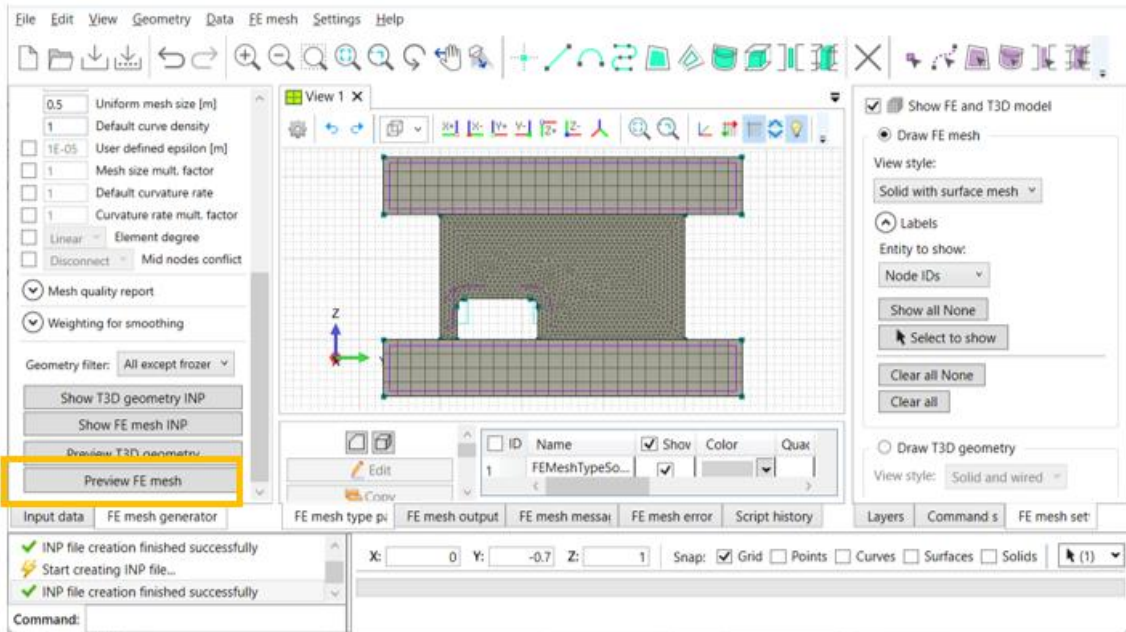 File Edit View Geometry Data FE mesh Settings Help
View 1
0.5 Uniform mesh size [m]
1 Default curve density
1E-05 User defined epsilon [m]
1 Mesh size mult. factor
1 Default curvature rate
1 Curvature rate mult. factor
Linear Element degree
Disconnect Mid nodes conflict
Mesh quality report
Weighting for smoothing
Geometry filter: All except frozer
Show T3D geometry INP
Show FE mesh INP
Preview T3D geometry
Preview FE mesh
Input data FE mesh generator
X+ X- Y+ Y- Z+ Z-
Z
Edit
Copy
ID Name Shov Color Quac
1 FEMeshTypeSo...
FE mesh type pa FE mesh output FE mesh messag FE mesh error Script history
Show FE and T3D model
Draw FE mesh
View style:
Solid with surface mesh
Labels
Entity to show:
Node IDs
Show all None
Select to show
Clear all None
Clear all
Draw T3D geometry
View style: Solid and wired
Layers Command s FE mesh set
INP file creation finished successfully
Start creating INP file...
INP file creation finished successfully
Command:
X: 0 Y: -0.7 Z: 1 Snap: Grid Points Curves Surfaces Solids (1)